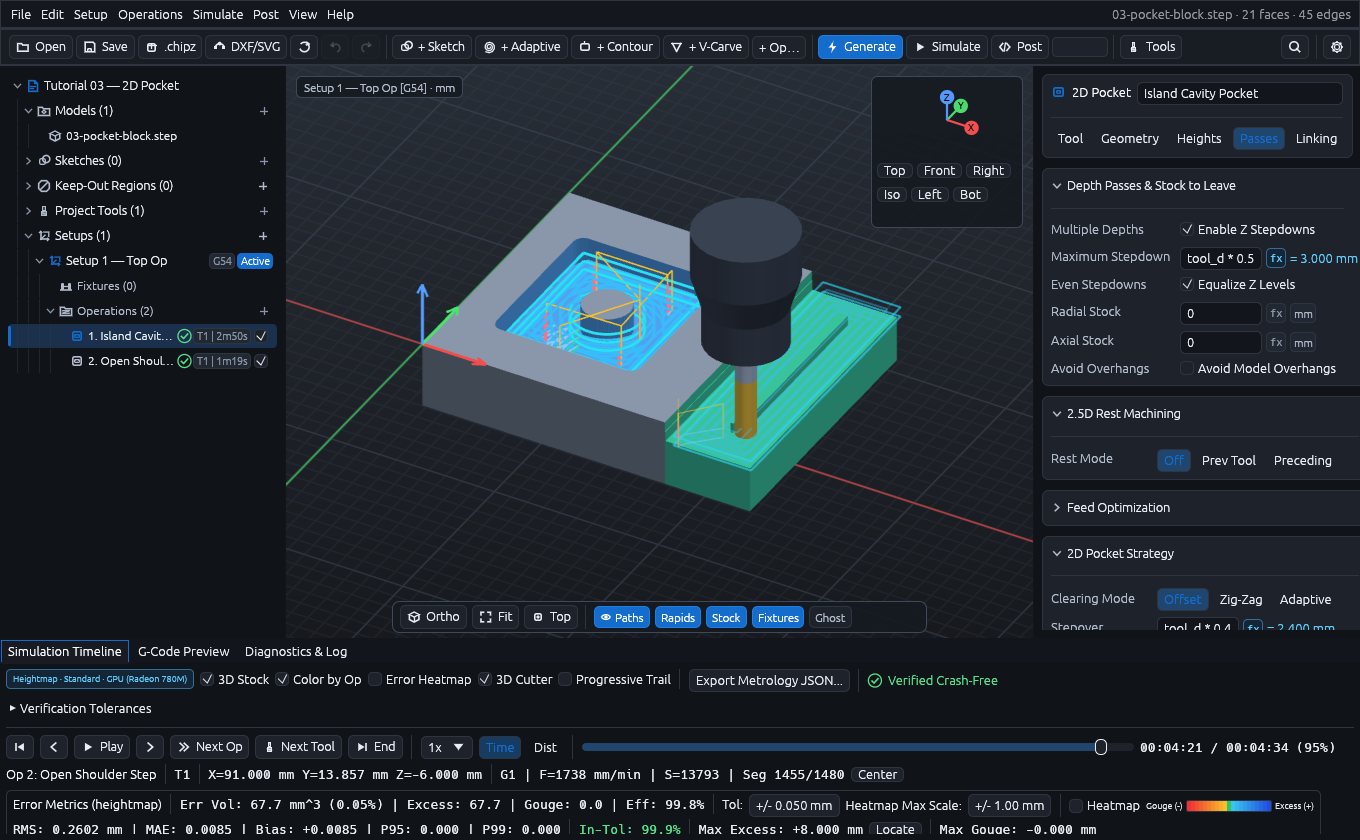 File Edit Setup Operations Simulate Post View Help 03-pocket-block.step · 21 faces · 45 edges
Open Save .chipz DXF/SVG + Sketch + Adaptive + Contour + V-Carve + Op... Generate Simulate Post Tools
Tutorial 03 — 2D Pocket
Models (1) +
03-pocket-block.step
Sketches (0) +
Keep-Out Regions (0) +
Project Tools (1) +
Setups (1) +
Setup 1 — Top Op G54 Active
Fixtures (0)
Operations (2) +
1. Island Cavit... T1 | 2m50s
2. Open Shoul... T1 | 1m19s
Setup 1 — Top Op [G54] · mm
Z
Y
X
Top Front Right
Iso Left Bot
Ortho Fit Top Paths Rapids Stock Fixtures Ghost
2D Pocket Island Cavity Pocket
Tool Geometry Heights Passes Linking
Depth Passes & Stock to Leave
Multiple Depths Enable Z Stepdowns
Maximum Stepdown tool_d * 0.5 fx = 3.000 mm
Even Stepdowns Equalize Z Levels
Radial Stock 0 fx mm
Axial Stock 0 fx mm
Avoid Overhangs Avoid Model Overhangs
2.5D Rest Machining
Rest Mode Off Prev Tool Preceding
Feed Optimization
2D Pocket Strategy
Clearing Mode Offset Zig-Zag Adaptive
Stepover tool_d * 0.4 fx = 2.400 mm
Simulation Timeline G-Code Preview Diagnostics & Log
Heightmap · Standard · GPU (Radeon 780M) 3D Stock Color by Op Error Heatmap 3D Cutter Progressive Trail Export Metrology JSON... Verified Crash-Free
Verification Tolerances
Play Next Op Next Tool End 1x Time Dist 00:04:21 / 00:04:34 (95%)
Op 2: Open Shoulder Step T1 X=91.000 mm Y=13.857 mm Z=-6.000 mm G1 | F=1738 mm/min | S=13793 | Seg 1455/1480 Center
Error Metrics (heightmap) Err Vol: 67.7 mm^3 (0.05%) | Excess: 67.7 | Gouge: 0.0 | Eff: 99.8% Tol: +/- 0.050 mm Heatmap Max Scale: +/- 1.00 mm Heatmap Gouge (-) Excess (+)
RMS: 0.2602 mm | MAE: 0.0085 | Bias: +0.0085 | P95: 0.000 | P99: 0.000 In-Tol: 99.9% Max Excess: +8.000 mm Locate Max Gouge: -0.000 mm